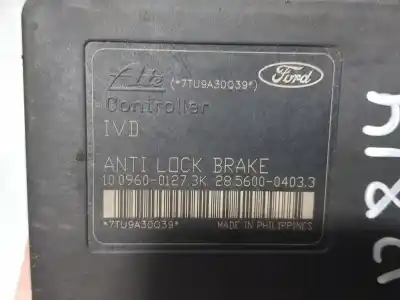 Ate (*7TU9A30Q39*) Ford
Controller
IVD
ANTI LOCK BRAKE
10.0960-0127.3K 28.5600-0403.3
*7TU9A30Q39* MADE IN PHILIPPINES